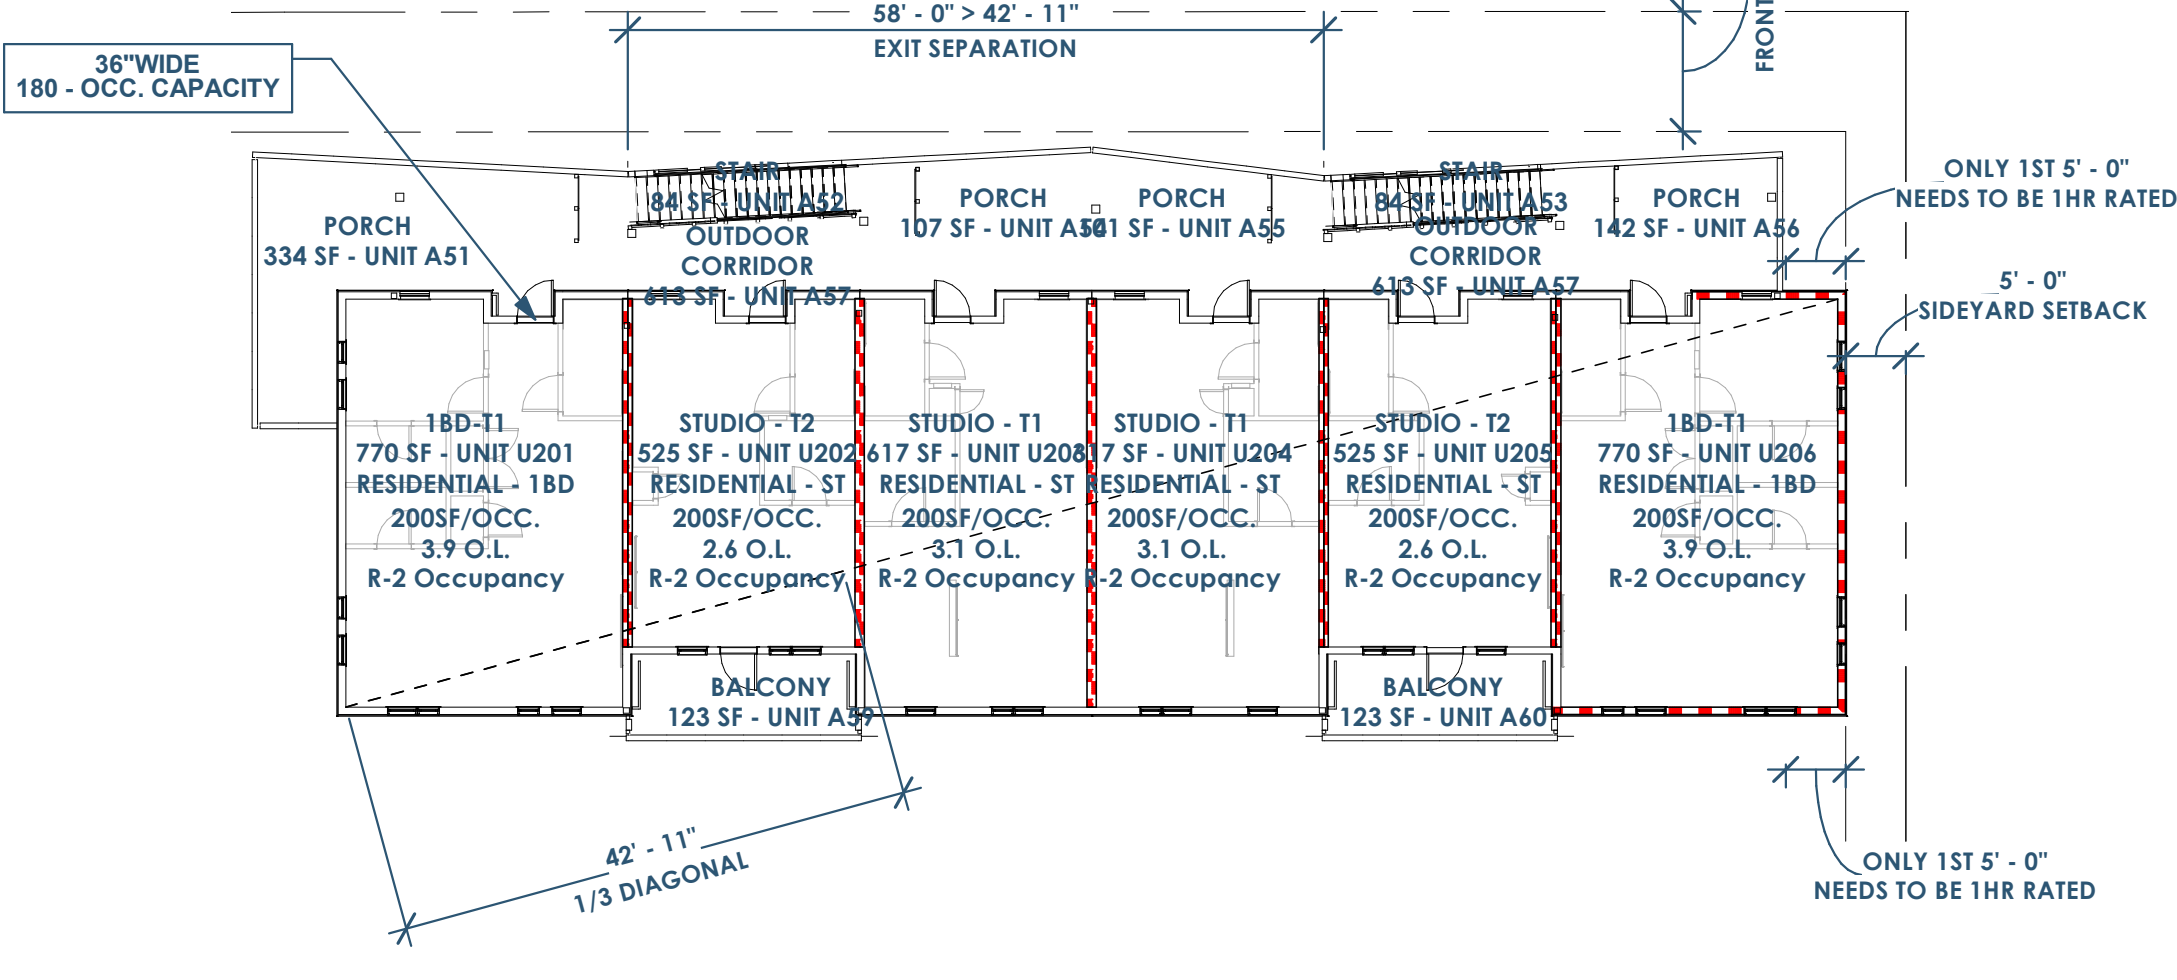 58' - 0" > 42' - 11"
EXIT SEPARATION
FRONT
36"WIDE
180 - OCC. CAPACITY
ONLY 1ST 5' - 0"
NEEDS TO BE 1HR RATED
5' - 0"
SIDEYARD SETBACK
PORCH
334 SF - UNIT A51
STAIR
84 SF - UNIT A52
OUTDOOR
CORRIDOR
613 SF - UNIT A57
PORCH
107 SF - UNIT
PORCH
SF - UNIT A55
STAIR
84 SF - UNIT A53
OUTDOOR
CORRIDOR
613 SF - UNIT A57
PORCH
142 SF - UNIT A56
1BD-T1
770 SF - UNIT U201
RESIDENTIAL - 1BD
200SF/OCC.
3.9 O.L.
R-2 Occupancy
STUDIO - T2
525 SF - UNIT U202
RESIDENTIAL - ST
200SF/OCC.
2.6 O.L.
R-2 Occupancy
STUDIO - T1
617 SF - UNIT U203
RESIDENTIAL - ST
200SF/OCC.
3.1 O.L.
R-2 Occupancy
STUDIO - T1
617 SF - UNIT U204
RESIDENTIAL - ST
200SF/OCC.
3.1 O.L.
R-2 Occupancy
STUDIO - T2
525 SF - UNIT U205
RESIDENTIAL - ST
200SF/OCC.
2.6 O.L.
R-2 Occupancy
1BD-T1
770 SF - UNIT U206
RESIDENTIAL - 1BD
200SF/OCC.
3.9 O.L.
R-2 Occupancy
BALCONY
123 SF - UNIT A59
BALCONY
123 SF - UNIT A60
42' - 11"
1/3 DIAGONAL
ONLY 1ST 5' - 0"
NEEDS TO BE 1HR RATED